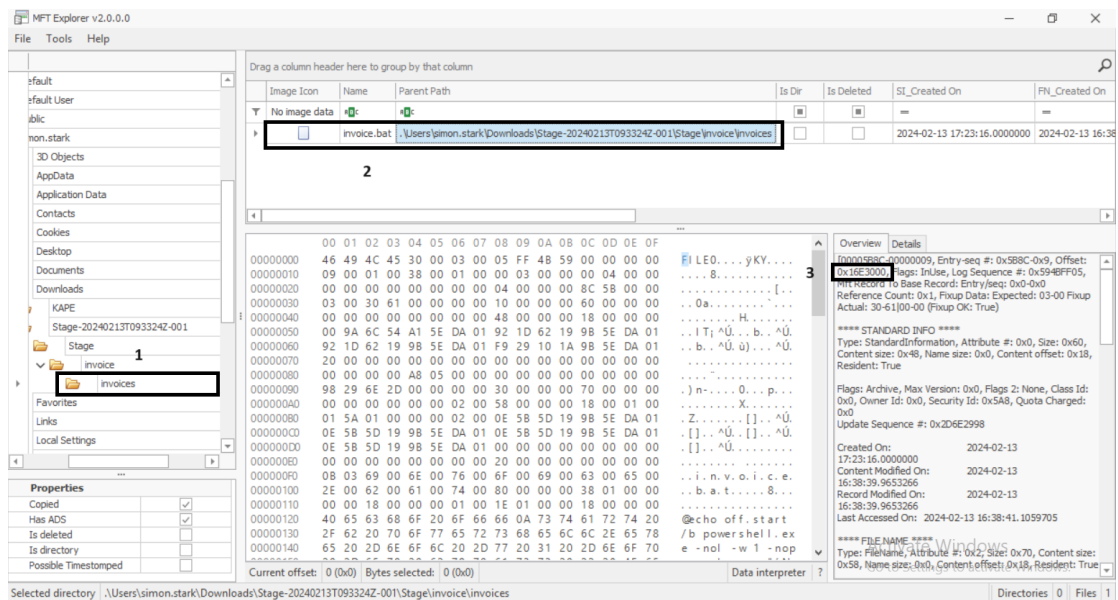 MFT Explorer v2.0.0.0
File Tools Help
efault
efault User
ublic
mon.stark
3D Objects
AppData
Application Data
Contacts
Cookies
Desktop
Documents
Downloads
KAPE
Stage-20240213T093324Z-001
Stage
1
invoice
invoices
Favorites
Links
Local Settings
Properties
Copied
Has ADS
Is deleted
Is directory
Possible Timestomped
Drag a column header here to group by that column
Image Icon Name Parent Path Is Dir Is Deleted SI_Created On FN_Created On
No image data
invoice.bat .\Users\simon.stark\Downloads\Stage-20240213T093324Z-001\Stage\invoice\invoices 2024-02-13 17:23:16.0000000 2024-02-13 16:38
2
00 01 02 03 04 05 06 07 08 09 0A 0B 0C 0D 0E 0F
00000000 46 49 4C 45 30 00 03 00 05 FF 4B 59 00 00 00 00 FILE0....ÿKY....
00000010 09 00 01 00 38 00 01 00 00 03 00 00 00 04 00 00 ....8...........
00000020 00 00 00 00 00 00 00 00 04 00 00 00 8C 5B 00 00 .............[..
00000030 03 00 30 61 00 00 00 00 10 00 00 00 60 00 00 00 ..0a........`...
00000040 00 00 00 00 00 00 00 00 48 00 00 00 18 00 00 00 ........H.......
00000050 00 9A 6C 54 A1 5E DA 01 92 1D 62 19 9B 5E DA 01 ..lT¡^Ú...b..^Ú.
00000060 92 1D 62 19 9B 5E DA 01 F9 29 10 1A 9B 5E DA 01 ..b..^Ú.ù)...^Ú.
00000070 20 00 00 00 00 00 00 00 00 00 00 00 00 00 00 00 ...............
00000080 00 00 00 00 A8 05 00 00 00 00 00 00 00 00 00 00 ....¨...........
00000090 98 29 6E 2D 00 00 00 00 30 00 00 00 70 00 00 00 .)n-....0...p...
000000A0 00 00 00 00 00 00 02 00 58 00 00 00 18 00 01 00 ........X.......
000000B0 01 5A 01 00 00 00 02 00 0E 5B 5D 19 9B 5E DA 01 .Z.......[]..^Ú.
000000C0 0E 5B 5D 19 9B 5E DA 01 0E 5B 5D 19 9B 5E DA 01 .[]..^Ú..[]..^Ú.
000000D0 0E 5B 5D 19 9B 5E DA 01 00 00 00 00 00 00 00 00 .[]..^Ú.........
000000E0 00 00 00 00 00 00 00 00 20 00 00 00 00 00 00 00 ........ .......
000000F0 0B 03 69 00 6E 00 76 00 6F 00 69 00 63 00 65 00 ..i.n.v.o.i.c.e.
00000100 2E 00 62 00 61 00 74 00 80 00 00 00 38 01 00 00 ..b.a.t.....8...
00000110 00 00 18 00 00 00 01 00 1E 01 00 00 18 00 00 00 ................
00000120 40 65 63 68 6F 20 6F 66 66 0A 73 74 61 72 74 20 @echo off.start
00000130 2F 62 20 70 6F 77 65 72 73 68 65 6C 6C 2E 65 78 /b powershell.ex
00000140 65 20 2D 6E 6F 6C 20 2D 77 20 31 20 2D 6E 6F 70 e -nol -w 1 -nop
Current offset: 0 (0x0) Bytes selected: 0 (0x0) Data interpreter ?
Overview Details
3
[00005B8C-00000009, Entry-seq #: 0x5B8C-0x9, Offset:
0x16E3000, Flags: InUse, Log Sequence #: 0x594BFF05,
Mft Record To Base Record: Entry/seq: 0x0-0x0
Reference Count: 0x1, Fixup Data: Expected: 03-00 Fixup
Actual: 30-61|00-00 (Fixup OK: True)
**** STANDARD INFO ****
Type: StandardInformation, Attribute #: 0x0, Size: 0x60,
Content size: 0x48, Name size: 0x0, Content offset: 0x18,
Resident: True
Flags: Archive, Max Version: 0x0, Flags 2: None, Class Id:
0x0, Owner Id: 0x0, Security Id: 0x5A8, Quota Charged:
0x0
Update Sequence #: 0x2D6E2998
Created On: 2024-02-13
17:23:16.0000000
Content Modified On: 2024-02-13
16:38:39.9653266
Record Modified On: 2024-02-13
16:38:39.9653266
Last Accessed On: 2024-02-13 16:38:41.1059705
**** FILE NAME ****
Activate Windows
Type: FileName, Attribute #: 0x2, Size: 0x70, Content size:
Go to Settings to activate Windows.
0x58, Name size: 0x0, Content offset: 0x18, Resident: True
Selected directory .\Users\simon.stark\Downloads\Stage-20240213T093324Z-001\Stage\invoice\invoices Directories 0 Files 1